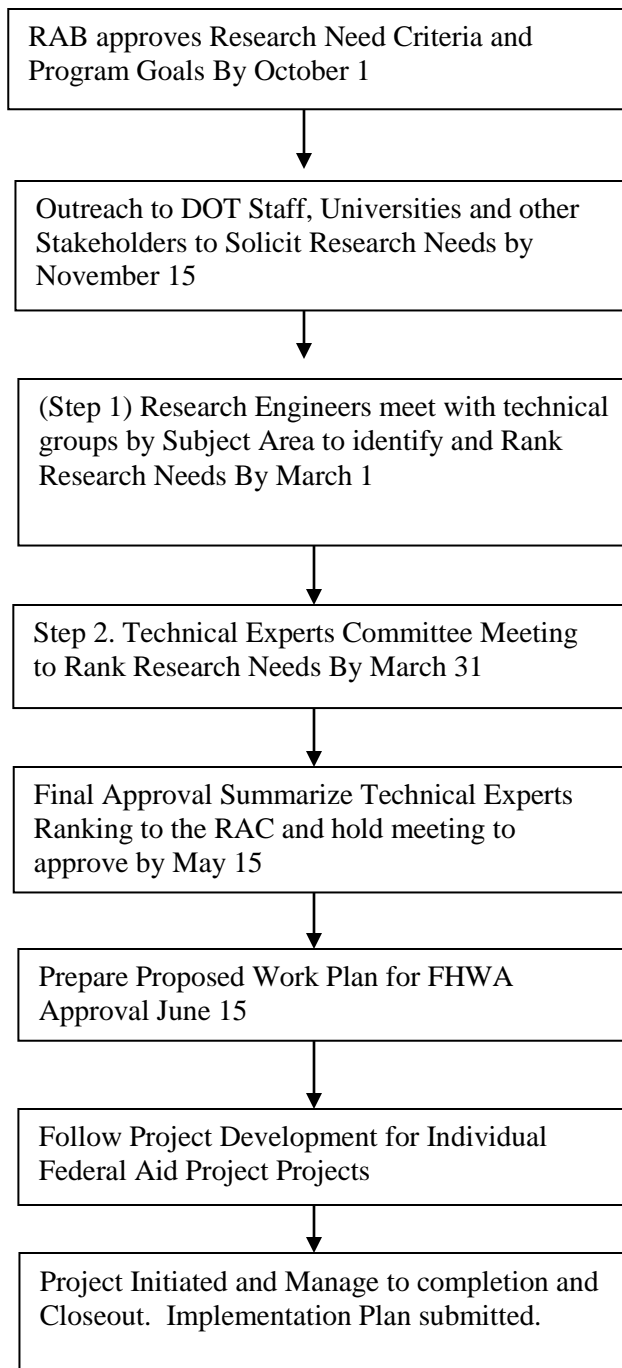 RAB approves Research Need Criteria and
Program Goals By October 1
Outreach to DOT Staff, Universities and other
Stakeholders to Solicit Research Needs by
November 15
(Step 1) Research Engineers meet with technical
groups by Subject Area to identify and Rank
Research Needs By March 1
Step 2. Technical Experts Committee Meeting
to Rank Research Needs By March 31
Final Approval Summarize Technical Experts
Ranking to the RAC and hold meeting to
approve by May 15
Prepare Proposed Work Plan for FHWA
Approval June 15
Follow Project Development for Individual
Federal Aid Project Projects
Project Initiated and Manage to completion and
Closeout.  Implementation Plan submitted.